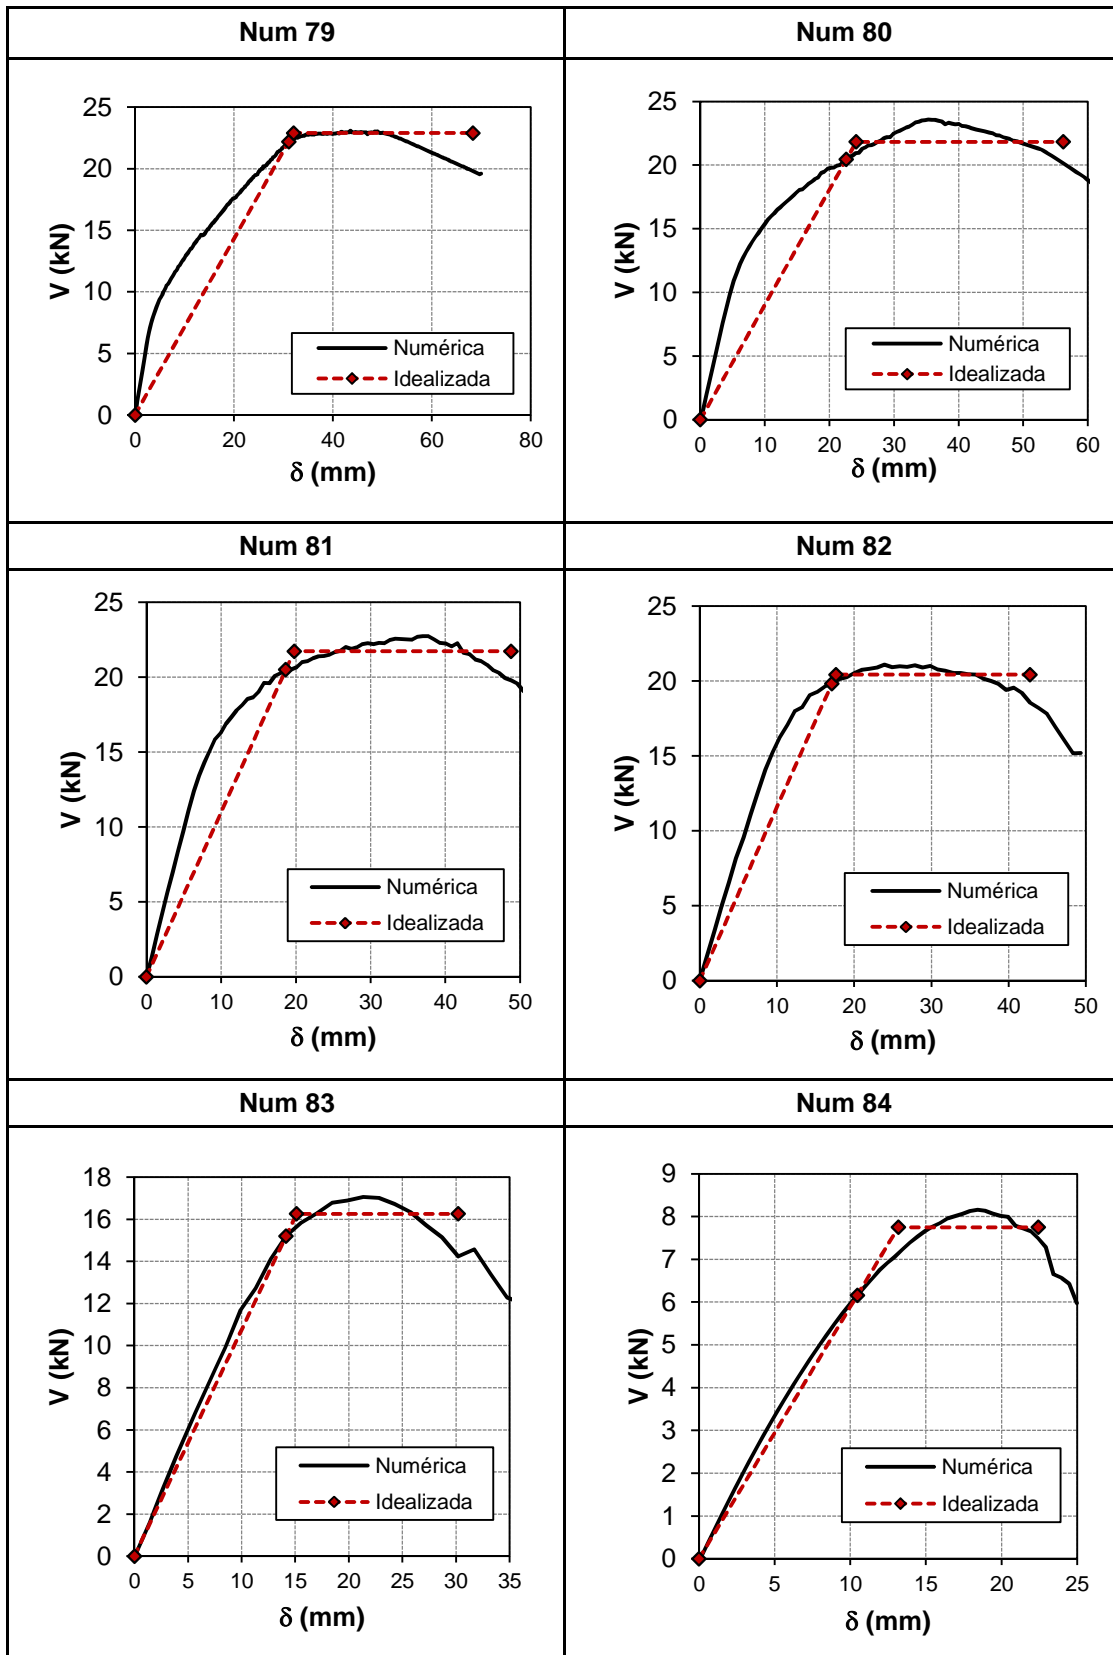 Num 79
25
20
15
10
5
0
V (kN)
Numérica
Idealizada
0 20 40 60 80
δ (mm)
Num 80
25
20
15
10
5
0
V (kN)
Numérica
Idealizada
0 10 20 30 40 50 60
δ (mm)
Num 81
25
20
15
10
5
0
V (kN)
Numérica
Idealizada
0 10 20 30 40 50
δ (mm)
Num 82
25
20
15
10
5
0
V (kN)
Numérica
Idealizada
0 10 20 30 40 50
δ (mm)
Num 83
18
16
14
12
10
8
6
4
2
0
V (kN)
Numérica
Idealizada
0 5 10 15 20 25 30 35
δ (mm)
Num 84
9
8
7
6
5
4
3
2
1
0
V (kN)
Numérica
Idealizada
0 5 10 15 20 25
δ (mm)